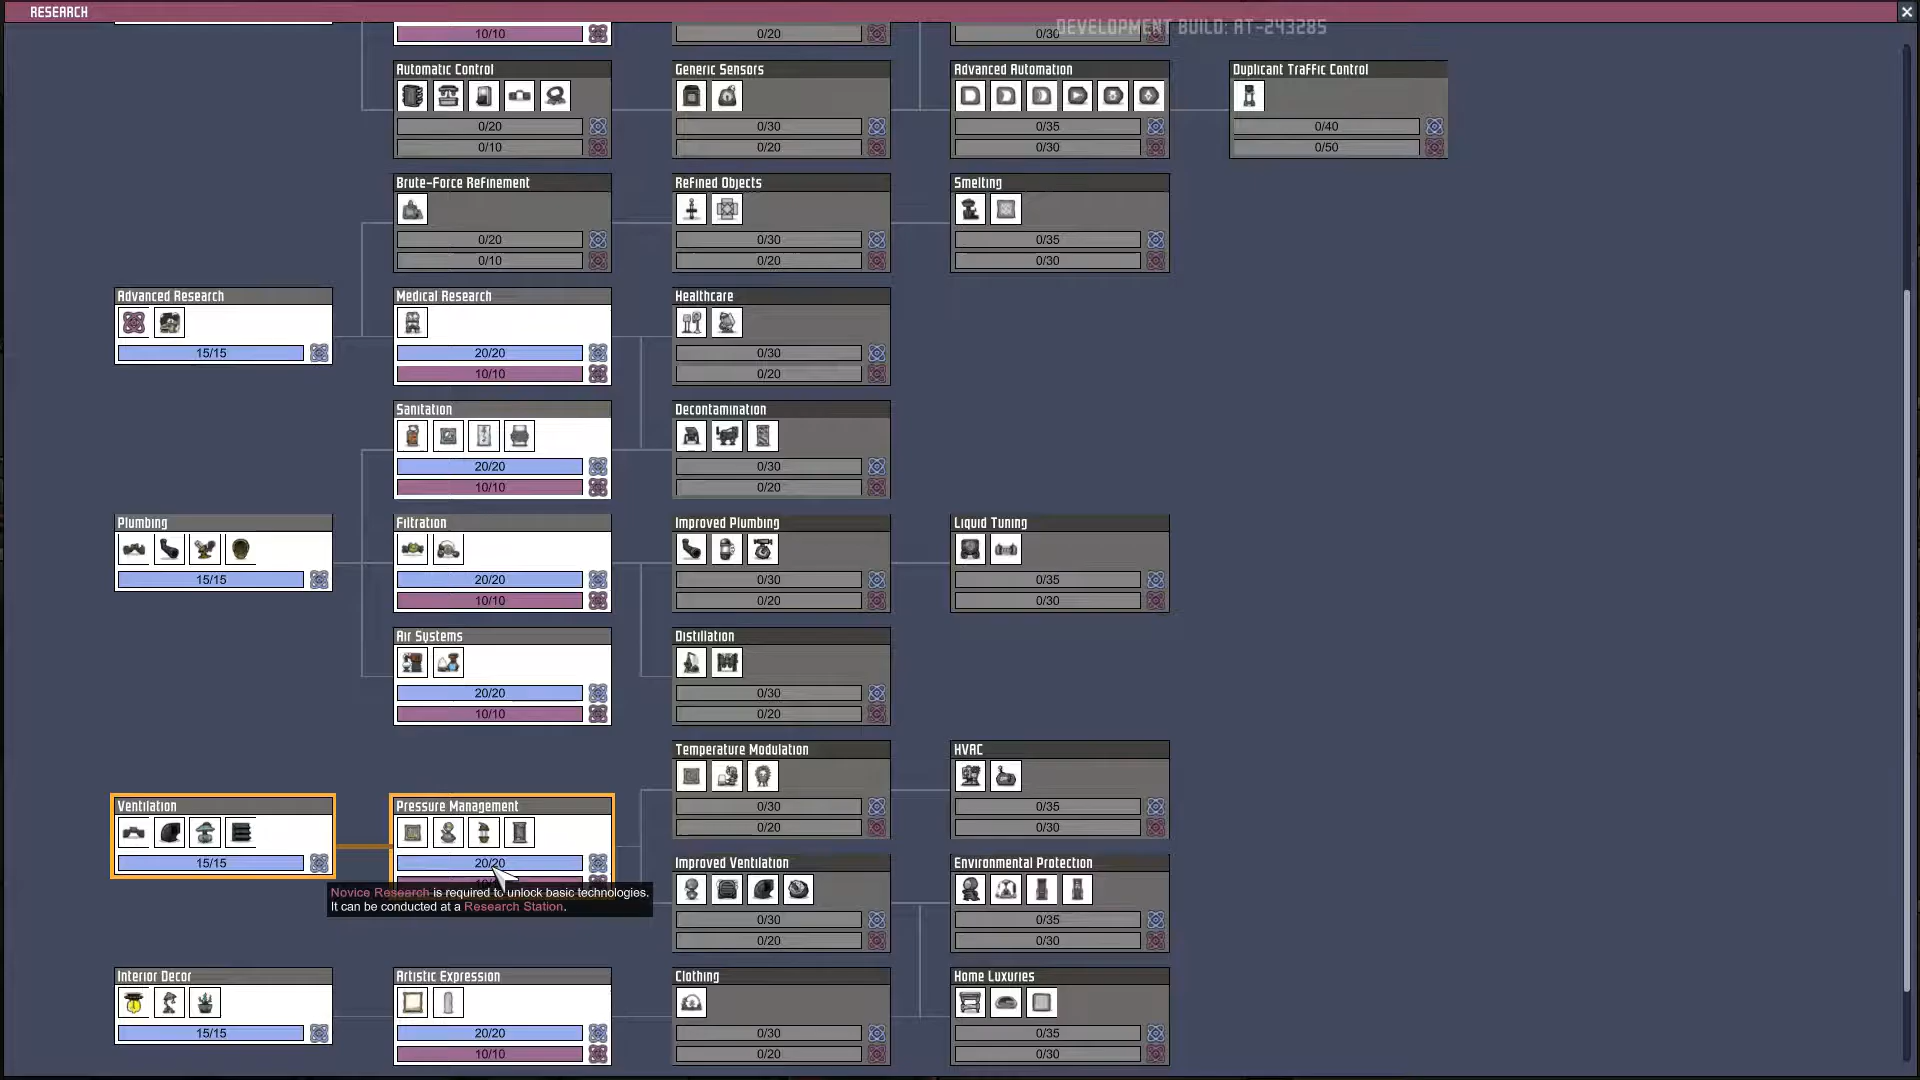 RESEARCH
DEVELOPMENT BUILD: AT-243285
10/10
0/20
0/30
Automatic Control
0/20
0/10
Generic Sensors
0/30
0/20
Advanced Automation
0/35
0/30
Duplicant Traffic Control
0/40
0/50
Brute-Force Refinement
0/20
0/10
Refined Objects
0/30
0/20
Smelting
0/35
0/30
Advanced Research
15/15
Medical Research
20/20
10/10
Healthcare
0/30
0/20
Sanitation
20/20
10/10
Decontamination
0/30
0/20
Plumbing
15/15
Filtration
20/20
10/10
Improved Plumbing
0/30
0/20
Liquid Tuning
0/35
0/30
Air Systems
20/20
10/10
Distillation
0/30
0/20
Temperature Modulation
0/30
0/20
HVAC
0/35
0/30
Ventilation
15/15
Pressure Management
20/20
Novice Research is required to unlock basic technologies.
It can be conducted at a Research Station.
Improved Ventilation
0/30
0/20
Environmental Protection
0/35
0/30
Interior Decor
15/15
Artistic Expression
20/20
10/10
Clothing
0/30
0/20
Home Luxuries
0/35
0/30